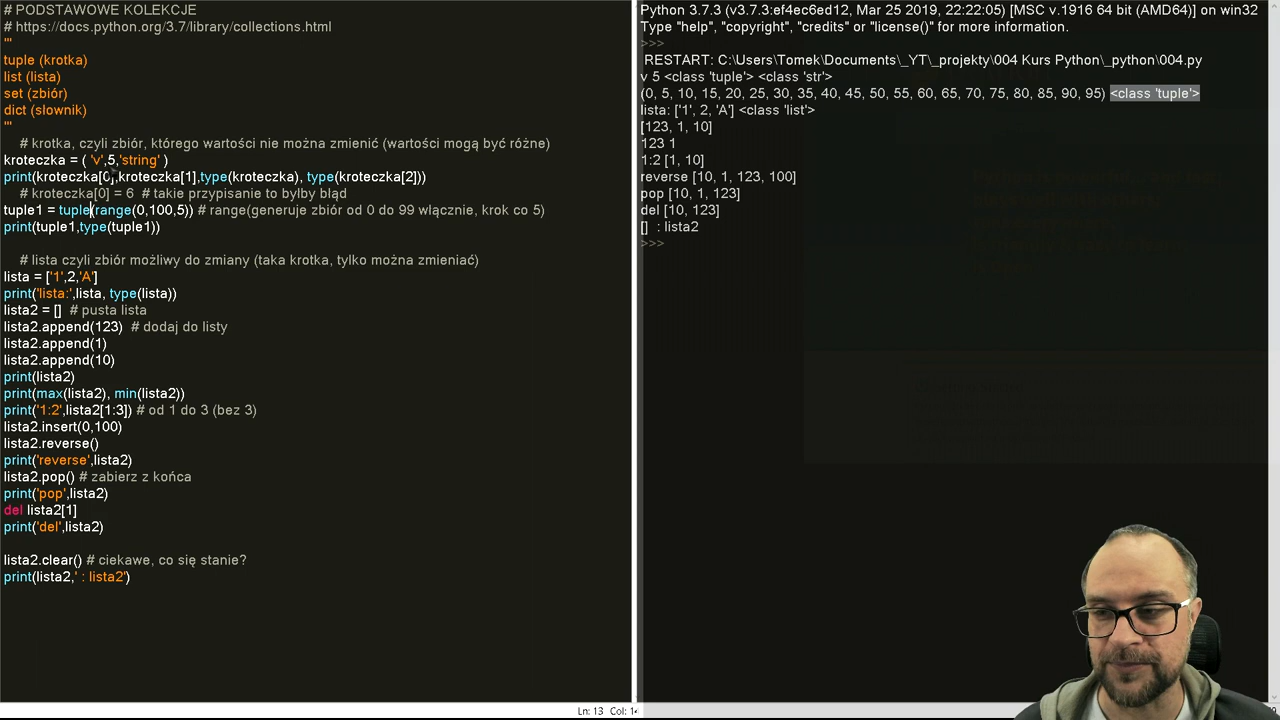 # PODSTAWOWE KOLEKCJE
# https://docs.python.org/3.7/library/collections.html
'''
tuple (krotka)
list (lista)
set (zbiór)
dict (słownik)
'''
# krotka, czyli zbiór, którego wartości nie można zmienić (wartości mogą być różne)
kroteczka = ( 'v',5,'string' )
print(kroteczka[0],kroteczka[1],type(kroteczka), type(kroteczka[2]))
# kroteczka[0] = 6  # takie przypisanie to byłby błąd
tuple1 = tuple(range(0,100,5)) # range(generuje zbiór od 0 do 99 włącznie, krok co 5)
print(tuple1,type(tuple1))
# lista czyli zbiór możliwy do zmiany (taka krotka, tylko można zmieniać)
lista = ['1',2,'A']
print('lista:',lista, type(lista))
lista2 = []  # pusta lista
lista2.append(123)  # dodaj do listy
lista2.append(1)
lista2.append(10)
print(lista2)
print(max(lista2), min(lista2))
print('1:2',lista2[1:3]) # od 1 do 3 (bez 3)
lista2.insert(0,100)
lista2.reverse()
print('reverse',lista2)
lista2.pop() # zabierz z końca
print('pop',lista2)
del lista2[1]
print('del',lista2)
lista2.clear() # ciekawe, co się stanie?
print(lista2,' : lista2')
Ln: 13 Col: 14
Python 3.7.3 (v3.7.3:ef4ec6ed12, Mar 25 2019, 22:22:05) [MSC v.1916 64 bit (AMD64)] on win32
Type "help", "copyright", "credits" or "license()" for more information.
>>>
RESTART: C:\Users\Tomek\Documents\_YT\_projekty\004 Kurs Python\_python\004.py
v 5 <class 'tuple'> <class 'str'>
(0, 5, 10, 15, 20, 25, 30, 35, 40, 45, 50, 55, 60, 65, 70, 75, 80, 85, 90, 95) <class 'tuple'>
lista: ['1', 2, 'A'] <class 'list'>
[123, 1, 10]
123 1
1:2 [1, 10]
reverse [10, 1, 123, 100]
pop [10, 1, 123]
del [10, 123]
[]  : lista2
>>>